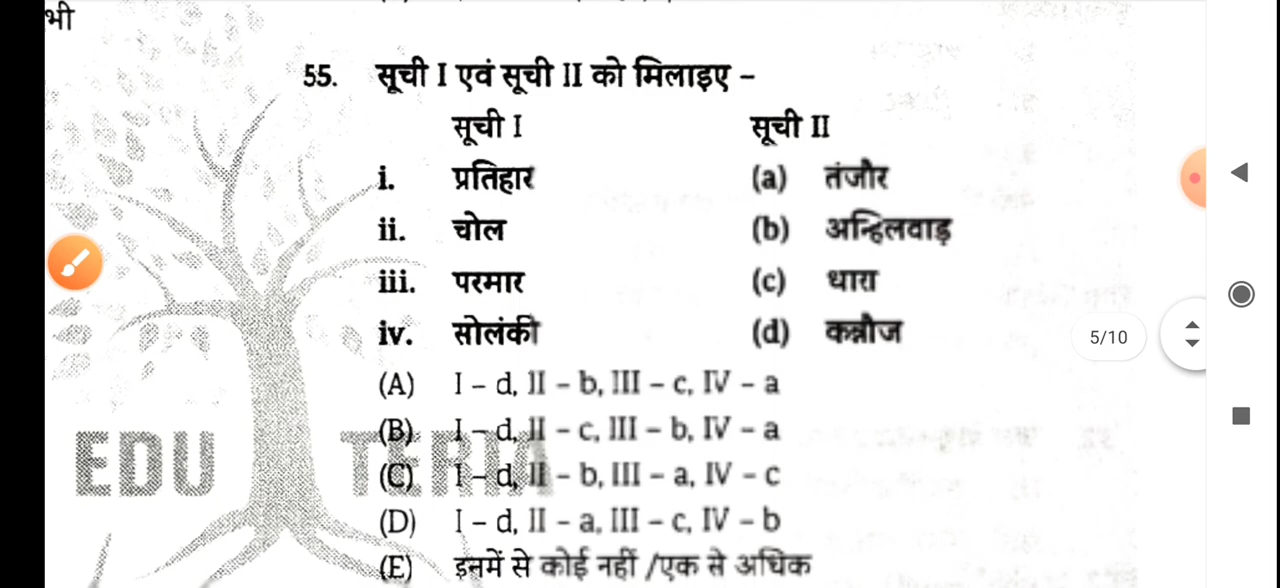 भी
55. सूची I एवं सूची II को मिलाइए –
सूची I सूची II
i. प्रतिहार (a) तंजौर
ii. चोल (b) अन्हिलवाड़
iii. परमार (c) धारा
iv. सोलंकी (d) कन्नौज
(A) I – d, II – b, III – c, IV – a
(B) I – d, II – c, III – b, IV – a
(C) I – d, II – b, III – a, IV – c
(D) I – d, II – a, III – c, IV – b
(E) इनमें से कोई नहीं /एक से अधिक
EDU TERIA
5/10